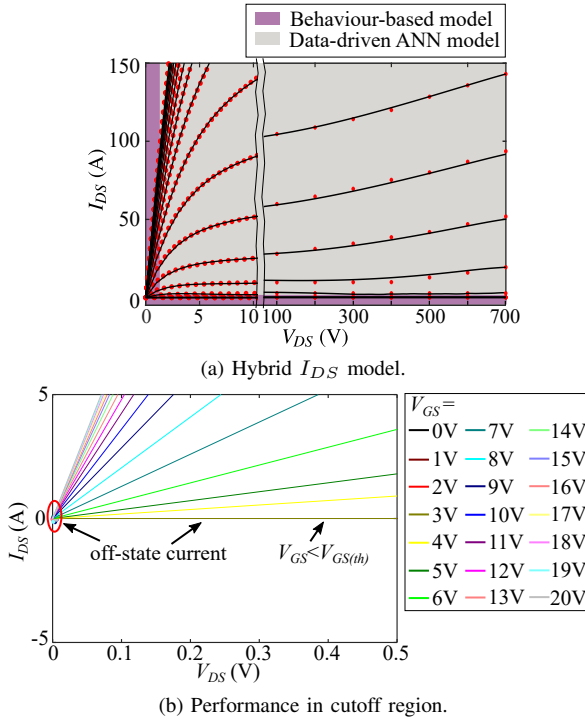 Behaviour-based model
Data-driven ANN model
150
100
50
0
I_DS (A)
0 5 10 100 200 300 400 500 600 700
V_DS (V)
(a) Hybrid I_DS model.
5
0
-5
I_DS (A)
off-state current
V_GS<V_GS(th)
0 0.1 0.2 0.3 0.4 0.5
V_DS (V)
V_GS=
0V 7V 14V
1V 8V 15V
2V 9V 16V
3V 10V 17V
4V 11V 18V
5V 12V 19V
6V 13V 20V
(b) Performance in cutoff region.